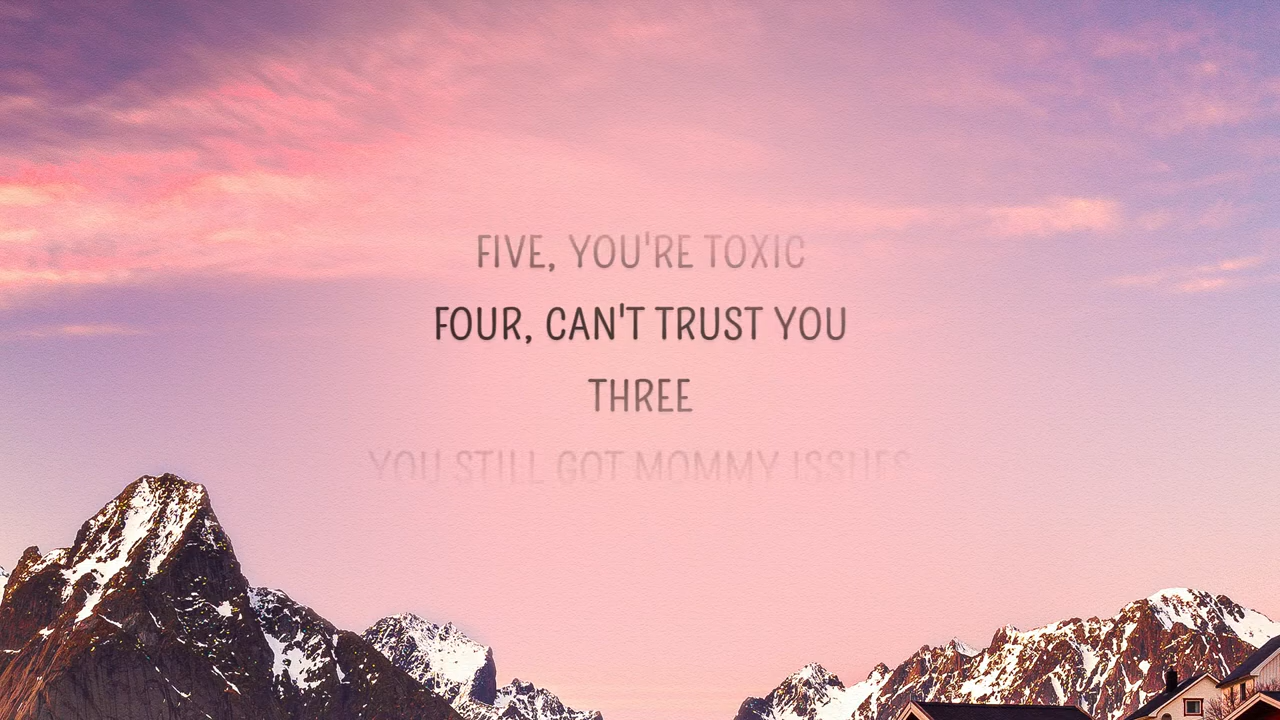 FIVE, YOU'RE TOXIC
FOUR, CAN'T TRUST YOU
THREE
YOU STILL GOT MOMMY ISSUES